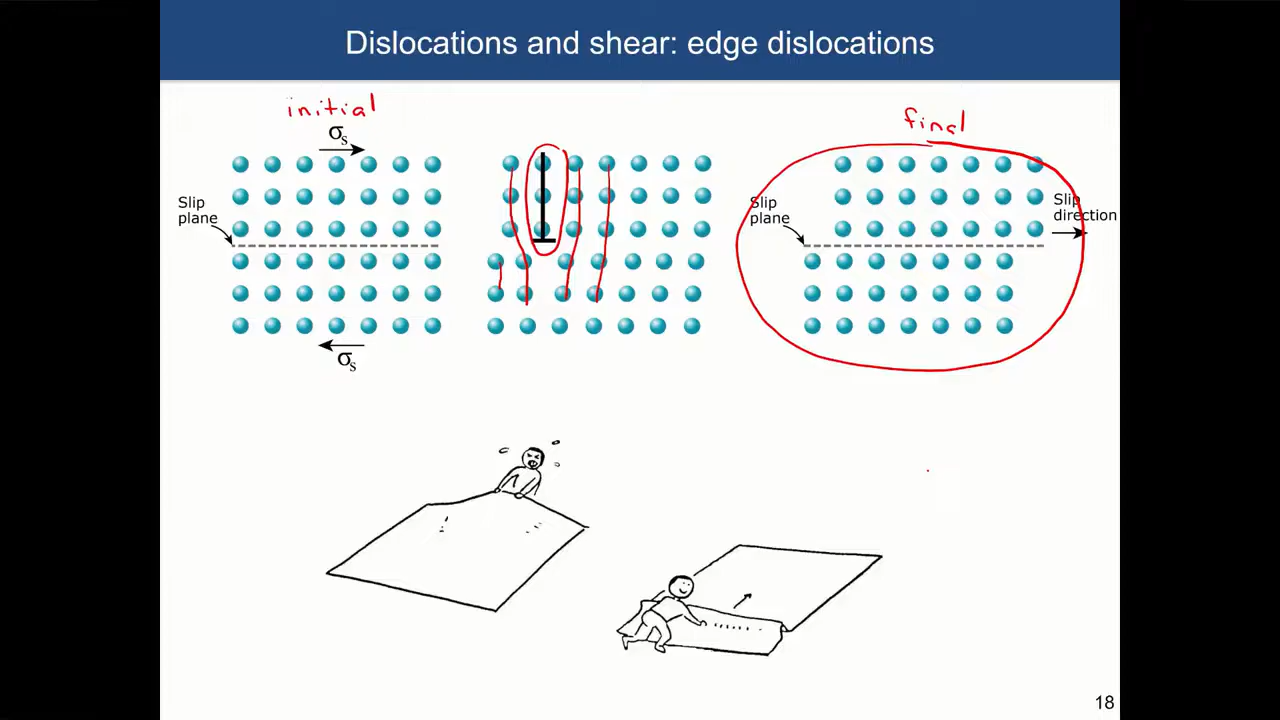 Dislocations and shear: edge dislocations
initial
σs
Slip
plane
σs
final
Slip
plane
Slip
direction
18